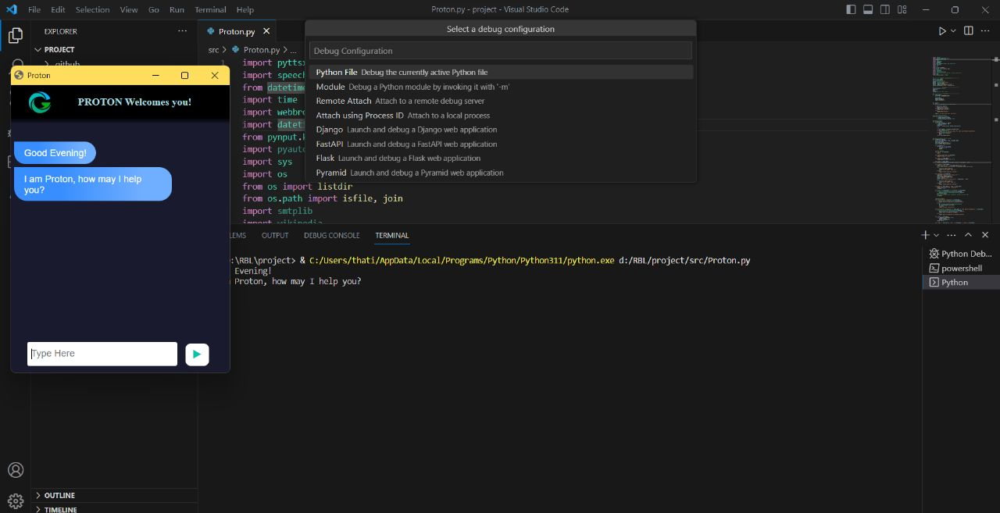 File Edit Selection View Go Run Terminal Help
Proton.py - project - Visual Studio Code
EXPLORER
PROJECT
.github
OUTLINE
TIMELINE
Proton
PROTON Welcomes you!
Good Evening!
I am Proton, how may I help
you?
Type Here
Proton.py
src > Proton.py > ...
1
import
import
from datetime
import time
import
import
from
import
import sys
import os
from os import listdir
from os.path import isfile, join
import smtplib
import wikipedia
Select a debug configuration
Debug Configuration
Python File Debug the currently active Python file
Module Debug a Python module by invoking it with '-m'
Remote Attach Attach to a remote debug server
Attach using Process ID Attach to a local process
Django Launch and debug a Django web application
FastAPI Launch and debug a FastAPI web application
Flask Launch and debug a Flask web application
Pyramid Launch and debug a Pyramid web application
LEMS OUTPUT DEBUG CONSOLE TERMINAL
:\RBL\project> & C:/Users/thati/AppData/Local/Programs/Python/Python311/python.exe d:/RBL/project/src/Proton.py
Evening!
Proton, how may I help you?
Python Deb...
powershell
Python